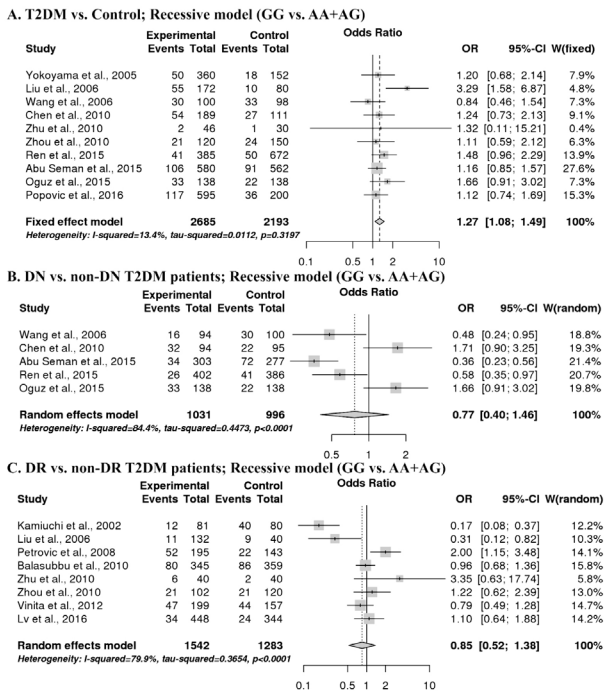 A. T2DM vs. Control; Recessive model (GG vs. AA+AG)
Experimental Control Odds Ratio
Study Events Total Events Total OR 95%-CI W(fixed)
Yokoyama et al., 2005 50 360 18 152 1.20 [0.68; 2.14] 7.9%
Liu et al., 2006 55 172 10 80 3.29 [1.58; 6.87] 4.8%
Wang et al., 2006 30 100 33 98 0.84 [0.46; 1.54] 7.3%
Chen et al., 2010 54 189 27 111 1.24 [0.73; 2.13] 9.1%
Zhu et al., 2010 2 46 1 30 1.32 [0.11; 15.21] 0.4%
Zhou et al., 2010 21 120 24 150 1.11 [0.59; 2.12] 6.3%
Ren et al., 2015 41 385 50 672 1.48 [0.96; 2.29] 13.9%
Abu Seman et al., 2015 106 580 91 562 1.16 [0.85; 1.57] 27.6%
Oguz et al., 2015 33 138 22 138 1.66 [0.91; 3.02] 7.3%
Popovic et al., 2016 117 595 36 200 1.12 [0.74; 1.69] 15.3%
Fixed effect model 2685 2193 1.27 [1.08; 1.49] 100%
Heterogeneity: I-squared=13.4%, tau-squared=0.0112, p=0.3197
0.1 0.5 1 2 10
B. DN vs. non-DN T2DM patients; Recessive model (GG vs. AA+AG)
Experimental Control Odds Ratio
Study Events Total Events Total OR 95%-CI W(random)
Wang et al., 2006 16 94 30 100 0.48 [0.24; 0.95] 18.8%
Chen et al., 2010 32 94 22 95 1.71 [0.90; 3.25] 19.3%
Abu Seman et al., 2015 34 303 72 277 0.36 [0.23; 0.56] 21.4%
Ren et al., 2015 26 402 41 386 0.58 [0.35; 0.97] 20.7%
Oguz et al., 2015 33 138 22 138 1.66 [0.91; 3.02] 19.8%
Random effects model 1031 996 0.77 [0.40; 1.46] 100%
Heterogeneity: I-squared=84.4%, tau-squared=0.4473, p<0.0001
0.5 1 2
C. DR vs. non-DR T2DM patients; Recessive model (GG vs. AA+AG)
Experimental Control Odds Ratio
Study Events Total Events Total OR 95%-CI W(random)
Kamiuchi et al., 2002 12 81 40 80 0.17 [0.08; 0.37] 12.2%
Liu et al., 2006 11 132 9 40 0.31 [0.12; 0.82] 10.3%
Petrovic et al., 2008 52 195 22 143 2.00 [1.15; 3.48] 14.1%
Balasubbu et al., 2010 80 345 86 359 0.96 [0.68; 1.36] 15.8%
Zhu et al., 2010 6 40 2 40 3.35 [0.63; 17.74] 5.5%
Zhou et al., 2010 21 102 21 120 1.22 [0.62; 2.39] 13.0%
Vinita et al., 2012 47 199 44 157 0.79 [0.49; 1.28] 14.7%
Lv et al., 2016 34 448 24 344 1.10 [0.64; 1.88] 14.2%
Random effects model 1542 1283 0.85 [0.52; 1.38] 100%
Heterogeneity: I-squared=79.9%, tau-squared=0.3654, p<0.0001
0.1 0.5 1 2 10